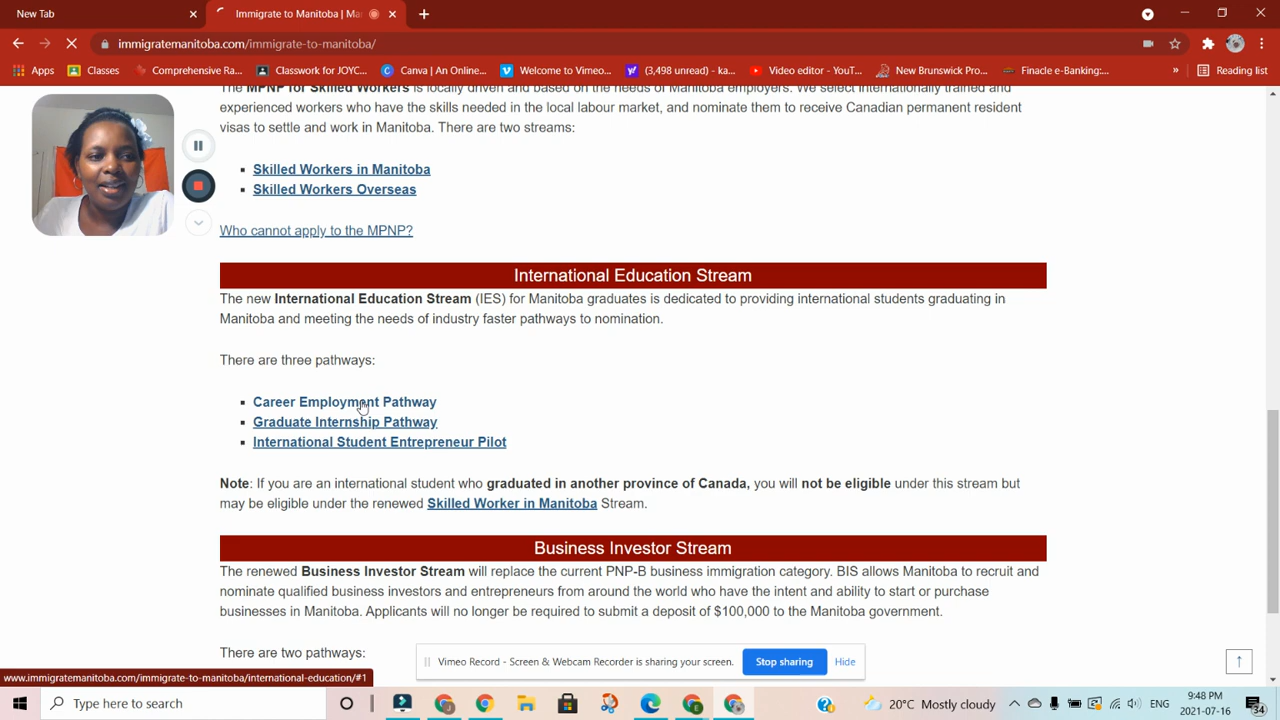 New Tab
Immigrate to Manitoba | Ma
immigratemanitoba.com/immigrate-to-manitoba/
Apps
Classes
Comprehensive Ra...
Classwork for JOYC...
Canva | An Online...
Welcome to Vimeo...
(3,498 unread) - ka...
Video editor - YouT...
New Brunswick Pro...
Finacle e-Banking:...
Reading list
The MPNP for Skilled Workers is locally driven and based on the needs of Manitoba employers. We select internationally trained and
experienced workers who have the skills needed in the local labour market, and nominate them to receive Canadian permanent resident
visas to settle and work in Manitoba. There are two streams:
Skilled Workers in Manitoba
Skilled Workers Overseas
Who cannot apply to the MPNP?
International Education Stream
The new International Education Stream (IES) for Manitoba graduates is dedicated to providing international students graduating in
Manitoba and meeting the needs of industry faster pathways to nomination.
There are three pathways:
Career Employment Pathway
Graduate Internship Pathway
International Student Entrepreneur Pilot
Note: If you are an international student who graduated in another province of Canada, you will not be eligible under this stream but
may be eligible under the renewed Skilled Worker in Manitoba Stream.
Business Investor Stream
The renewed Business Investor Stream will replace the current PNP-B business immigration category. BIS allows Manitoba to recruit and
nominate qualified business investors and entrepreneurs from around the world who have the intent and ability to start or purchase
businesses in Manitoba. Applicants will no longer be required to submit a deposit of $100,000 to the Manitoba government.
There are two pathways:
Vimeo Record - Screen & Webcam Recorder is sharing your screen.
Stop sharing
Hide
www.immigratemanitoba.com/immigrate-to-manitoba/international-education/#1
Type here to search
20°C Mostly cloudy
ENG
9:48 PM
2021-07-16
34